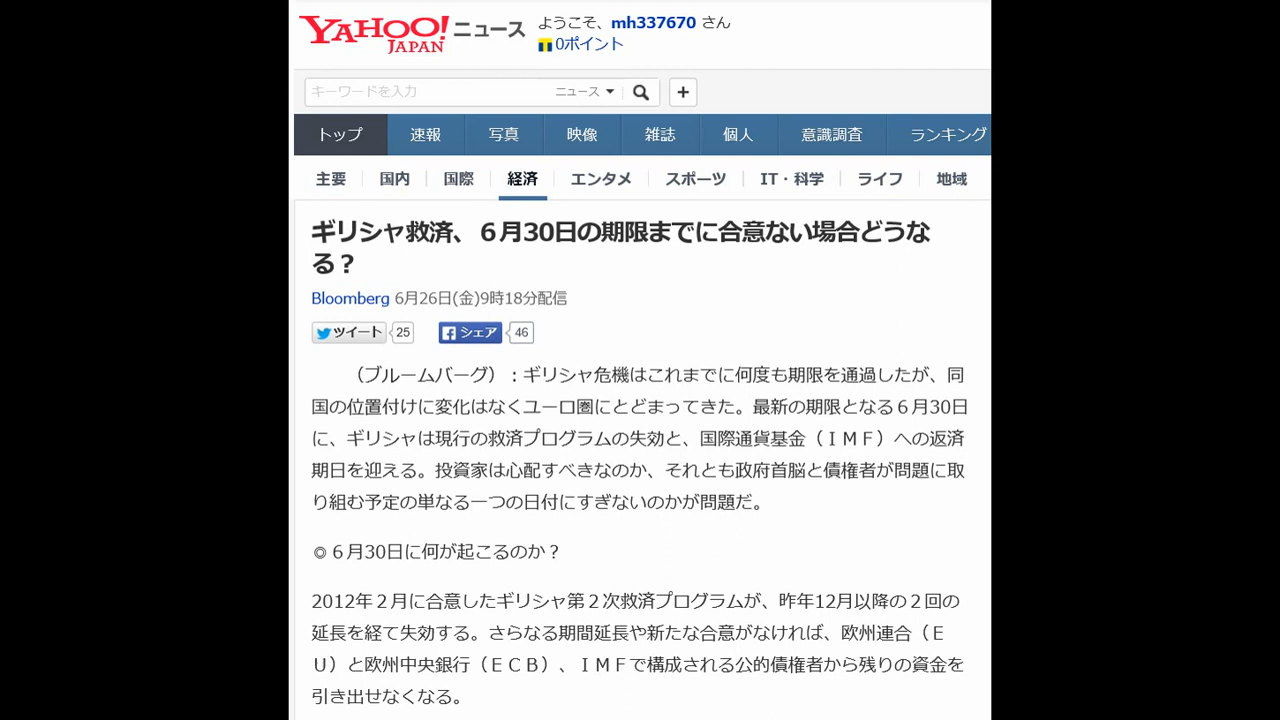 YAHOO! JAPAN ニュース
ようこそ、mh337670 さん
0ポイント
キーワードを入力 ニュース
トップ 速報 写真 映像 雑誌 個人 意識調査 ランキング
主要 国内 国際 経済 エンタメ スポーツ IT・科学 ライフ 地域
ギリシャ救済、６月30日の期限までに合意ない場合どうな
る？
Bloomberg 6月26日(金)9時18分配信
ツイート 25 シェア 46
（ブルームバーグ）：ギリシャ危機はこれまでに何度も期限を通過したが、同
国の位置付けに変化はなくユーロ圏にとどまってきた。最新の期限となる６月30日
に、ギリシャは現行の救済プログラムの失効と、国際通貨基金（ＩＭＦ）への返済
期日を迎える。投資家は心配すべきなのか、それとも政府首脳と債権者が問題に取
り組む予定の単なる一つの日付にすぎないのかが問題だ。
◎６月30日に何が起こるのか？
2012年２月に合意したギリシャ第２次救済プログラムが、昨年12月以降の２回の
延長を経て失効する。さらなる期間延長や新たな合意がなければ、欧州連合（Ｅ
Ｕ）と欧州中央銀行（ＥＣＢ）、ＩＭＦで構成される公的債権者から残りの資金を
引き出せなくなる。